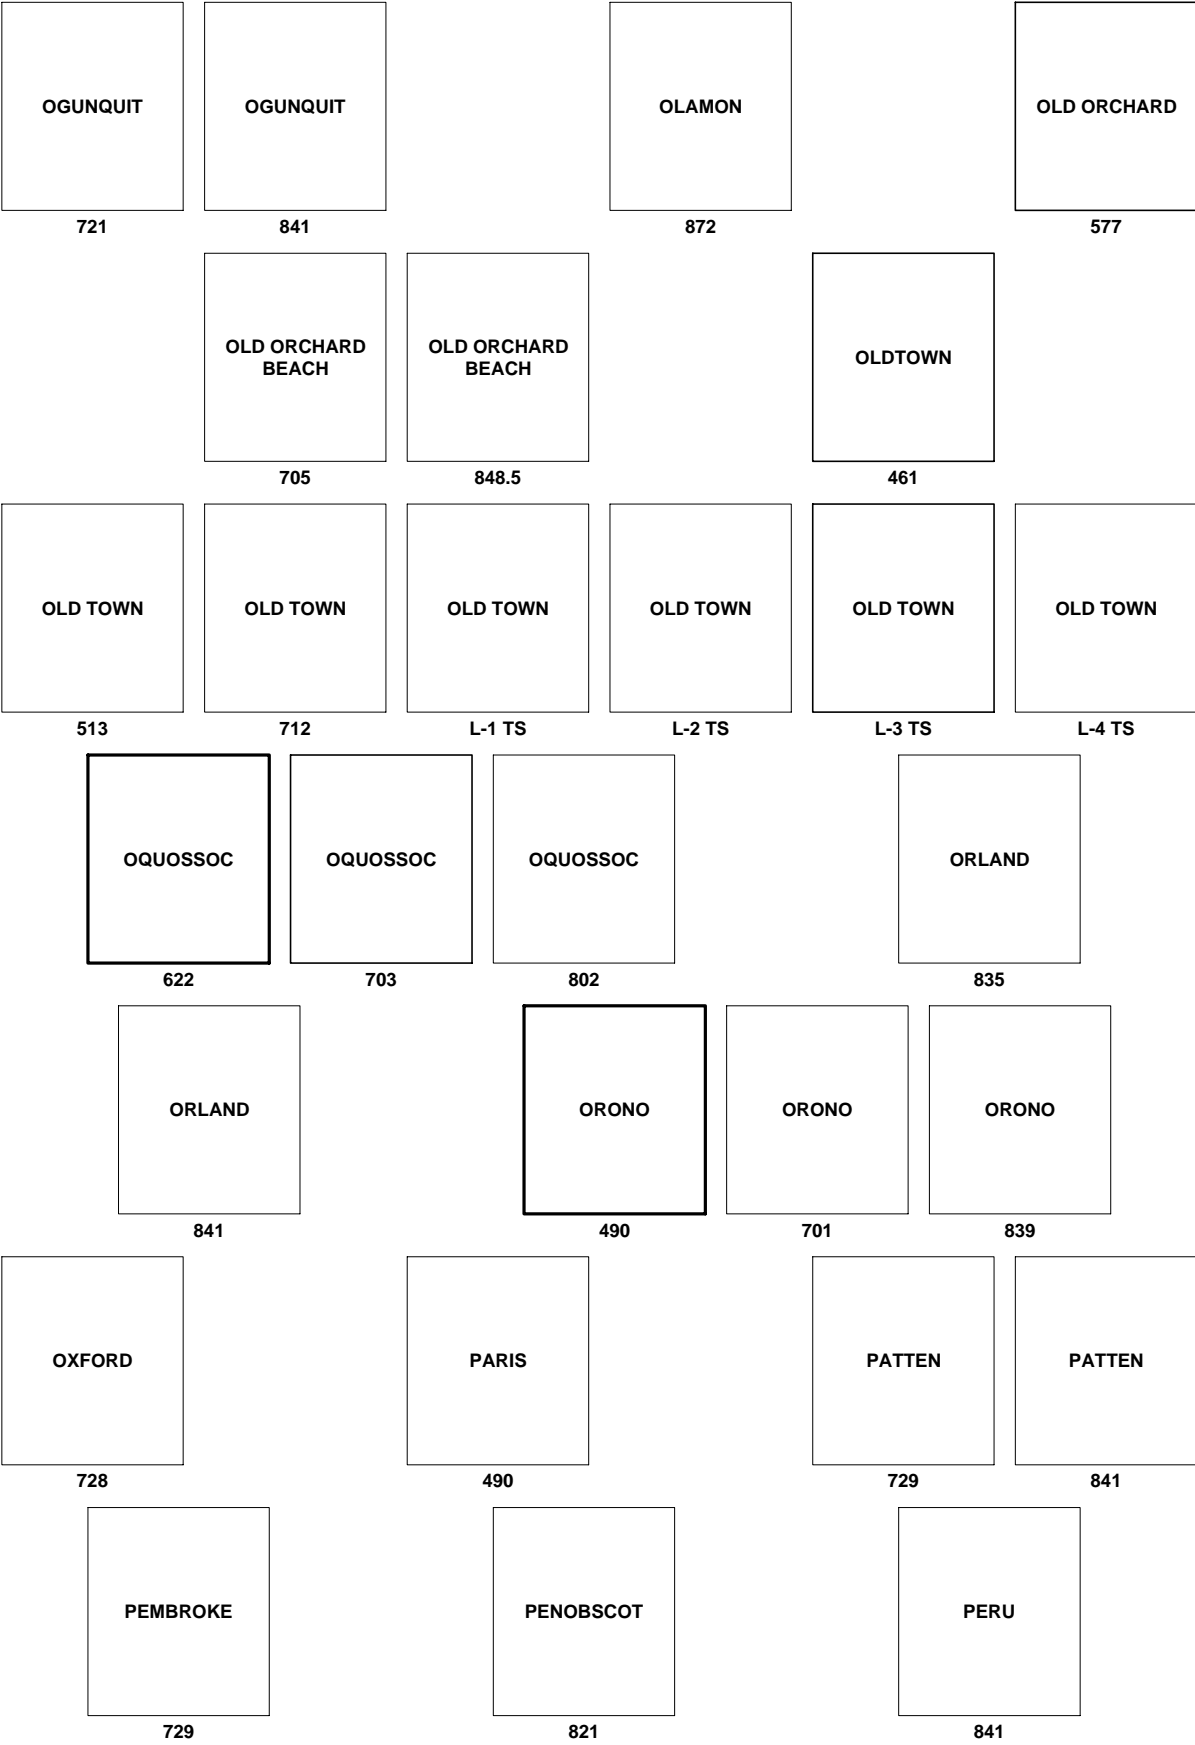 OGUNQUIT
OGUNQUIT
OLAMON
OLD ORCHARD
721
841
872
577
OLD ORCHARD
BEACH
OLD ORCHARD
BEACH
OLDTOWN
705
848.5
461
OLD TOWN
OLD TOWN
OLD TOWN
OLD TOWN
OLD TOWN
OLD TOWN
513
712
L-1 TS
L-2 TS
L-3 TS
L-4 TS
OQUOSSOC
OQUOSSOC
OQUOSSOC
ORLAND
622
703
802
835
ORLAND
ORONO
ORONO
ORONO
841
490
701
839
OXFORD
PARIS
PATTEN
PATTEN
728
490
729
841
PEMBROKE
PENOBSCOT
PERU
729
821
841